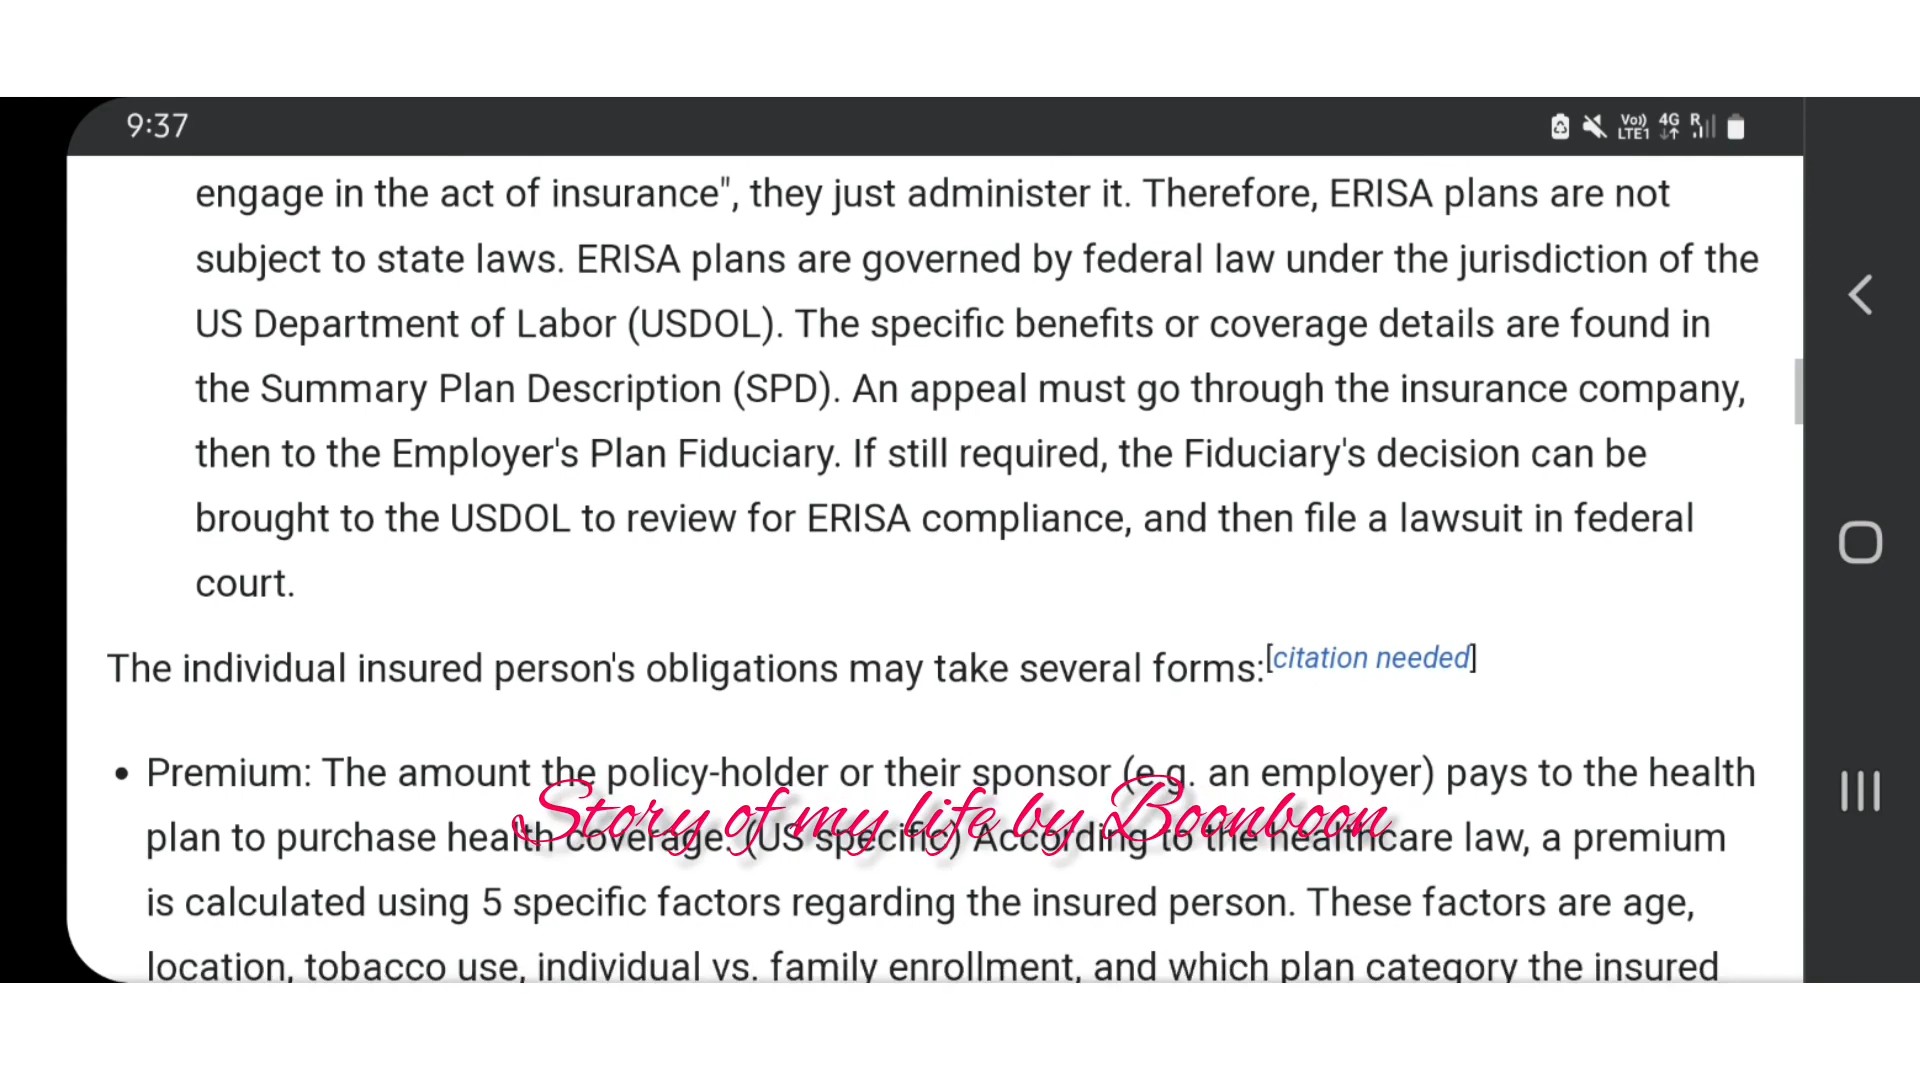 9:37
Vo)) LTE1 4G R
engage in the act of insurance", they just administer it. Therefore, ERISA plans are not
subject to state laws. ERISA plans are governed by federal law under the jurisdiction of the
US Department of Labor (USDOL). The specific benefits or coverage details are found in
the Summary Plan Description (SPD). An appeal must go through the insurance company,
then to the Employer's Plan Fiduciary. If still required, the Fiduciary's decision can be
brought to the USDOL to review for ERISA compliance, and then file a lawsuit in federal
court.
The individual insured person's obligations may take several forms:[citation needed]
• Premium: The amount the policy-holder or their sponsor (e.g. an employer) pays to the health
Story of my life by Boonboon
plan to purchase health coverage. (US specific) According to the healthcare law, a premium
is calculated using 5 specific factors regarding the insured person. These factors are age,
location, tobacco use, individual vs. family enrollment, and which plan category the insured